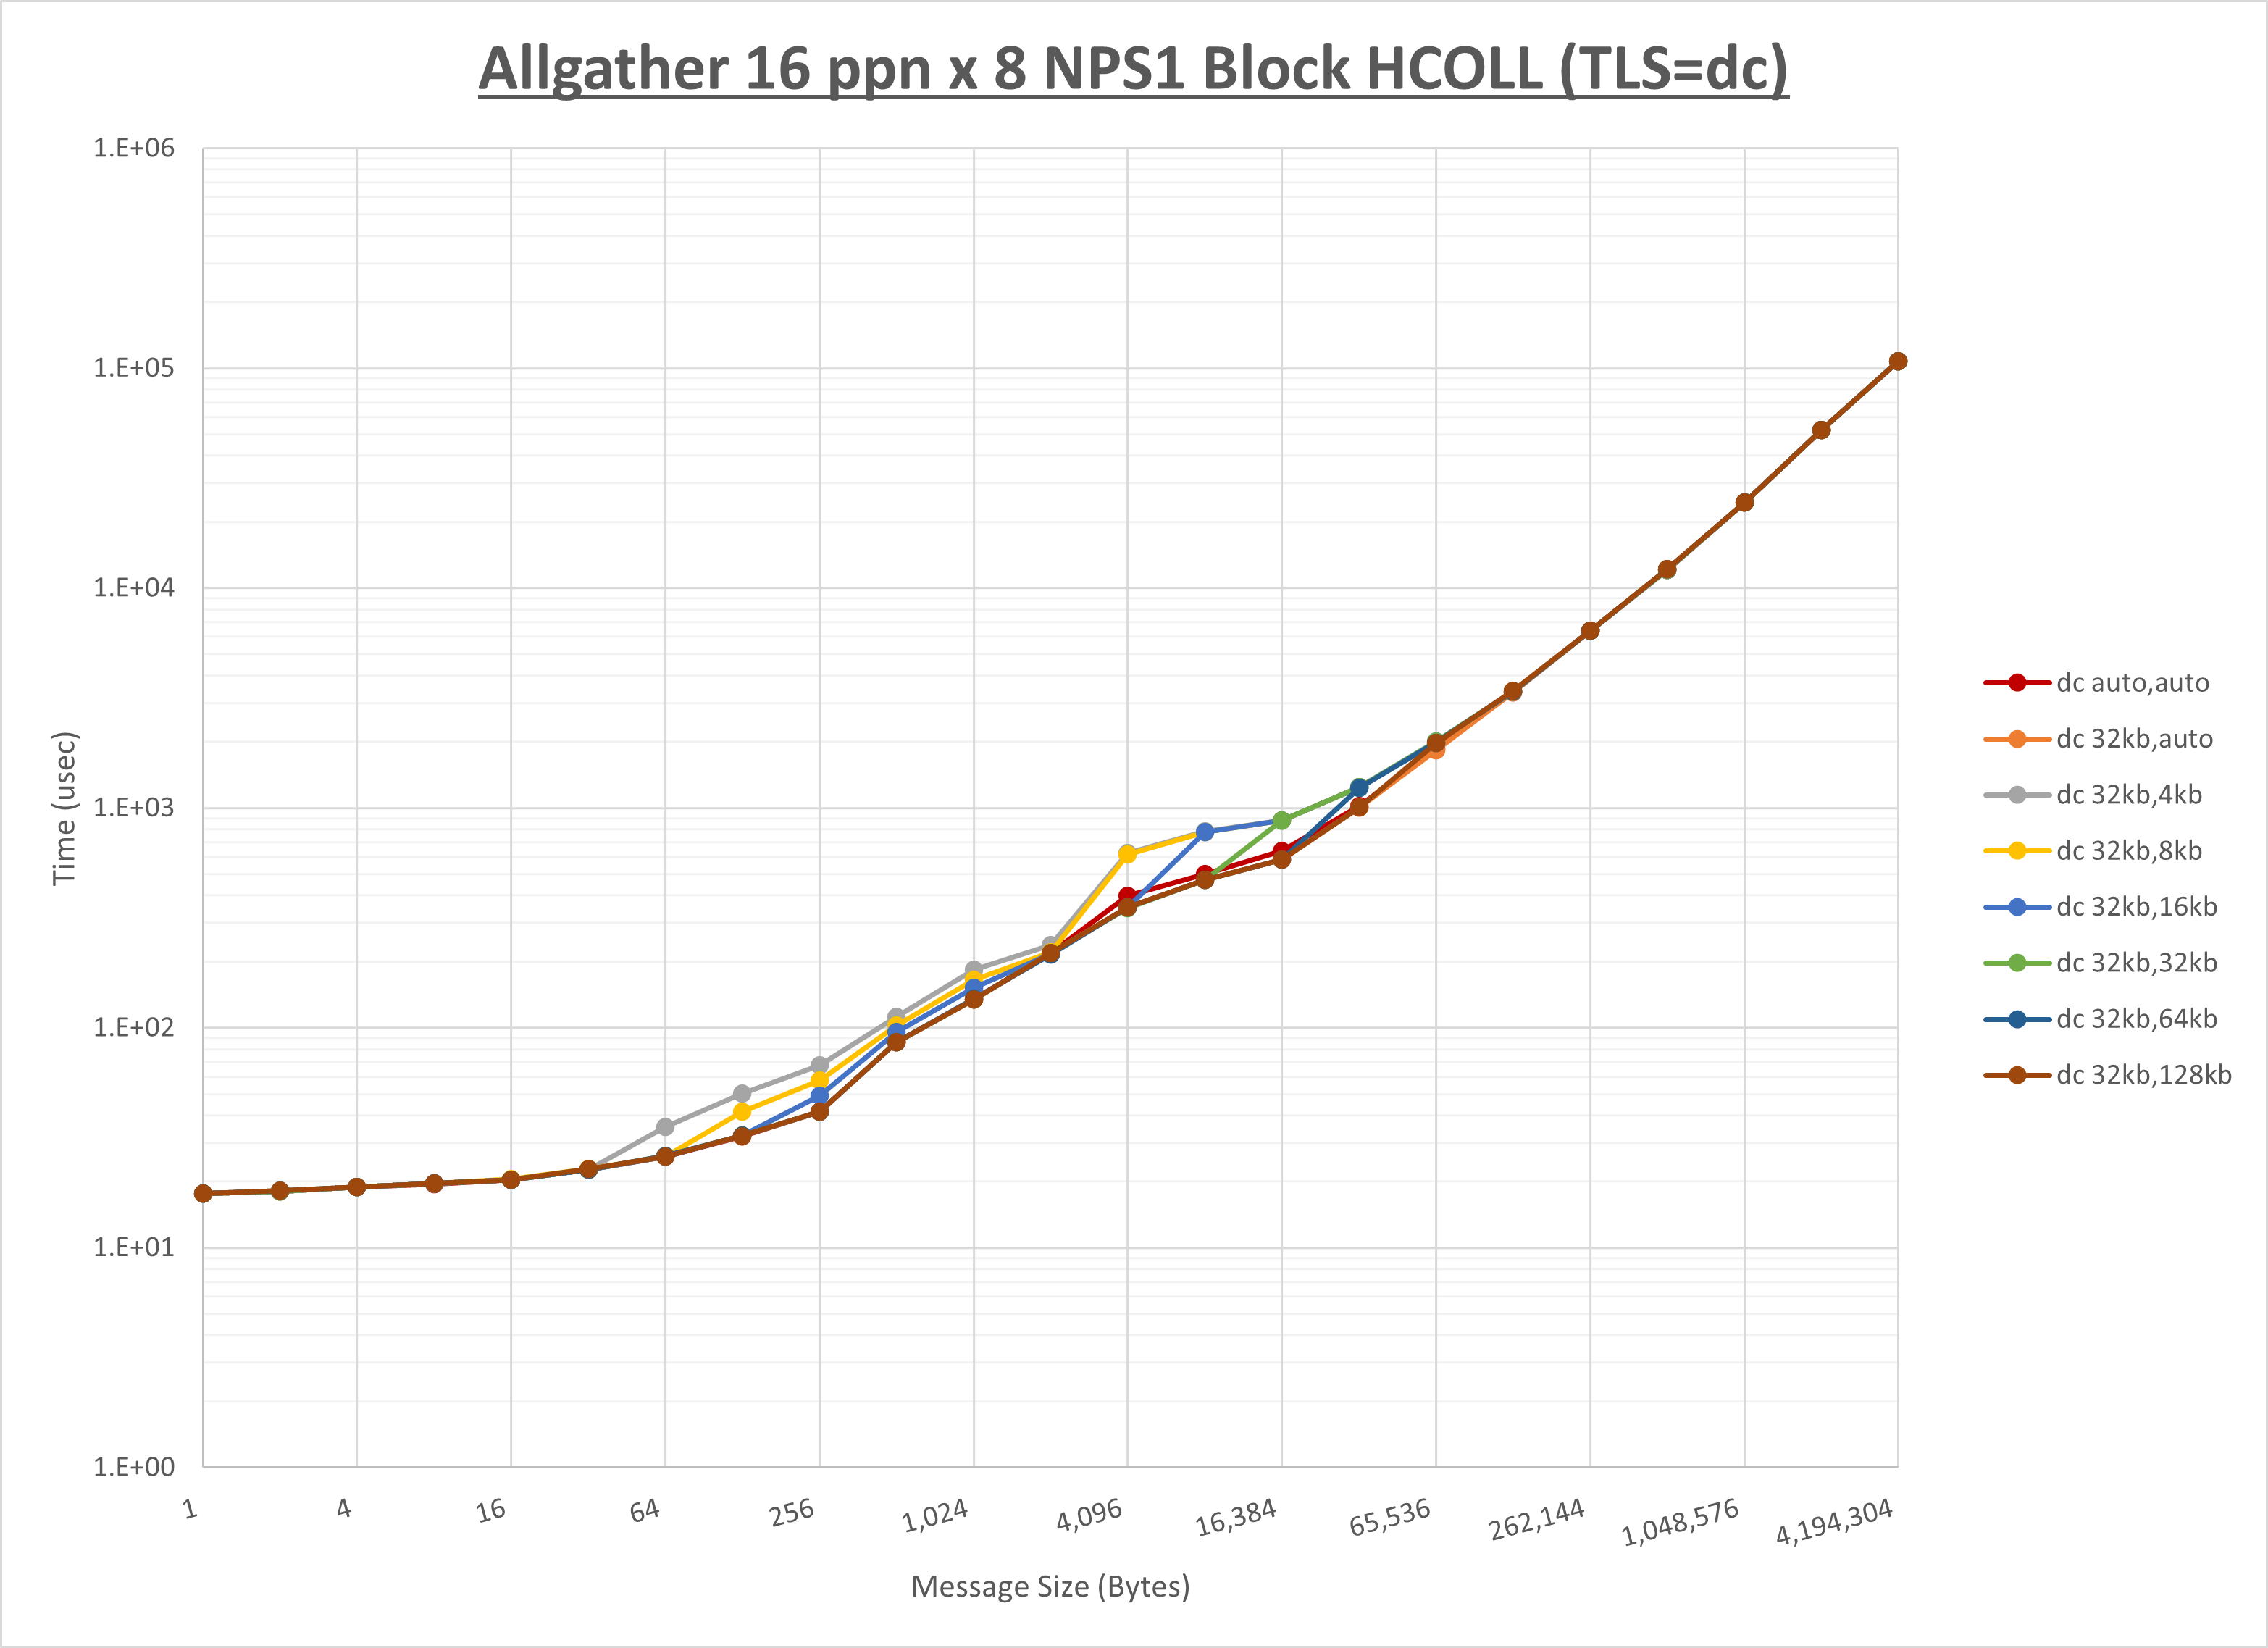 Allgather 16 ppn x 8 NPS1 Block HCOLL (TLS=dc)
1.E+06
1.E+05
1.E+04
1.E+03
1.E+02
1.E+01
1.E+00
Time (usec)
1
4
16
64
256
1,024
4,096
16,384
65,536
262,144
1,048,576
4,194,304
Message Size (Bytes)
dc auto,auto
dc 32kb,auto
dc 32kb,4kb
dc 32kb,8kb
dc 32kb,16kb
dc 32kb,32kb
dc 32kb,64kb
dc 32kb,128kb